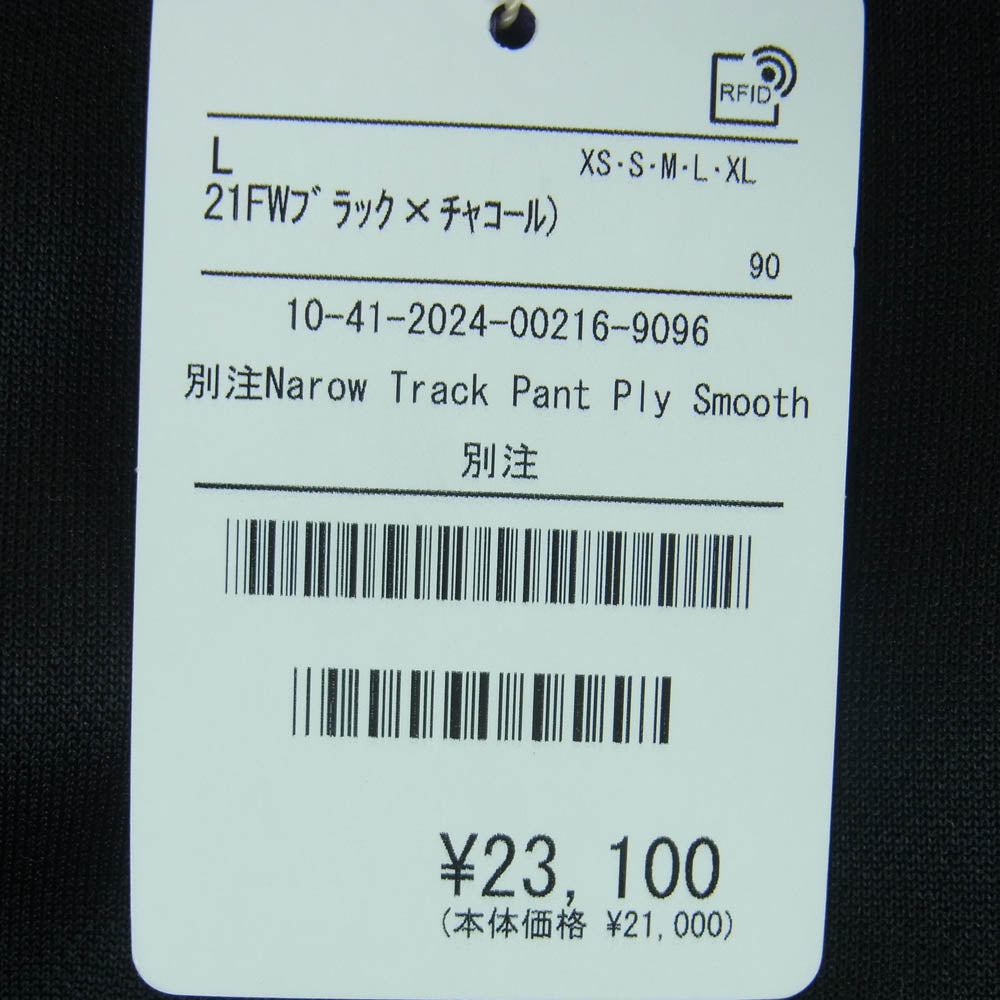 RFID
L XS·S·M·L·XL
21FWﾌﾞﾗｯｸ×ﾁｬｺｰﾙ)
90
10-41-2024-00216-9096
別注Narow Track Pant Ply Smooth
別注
¥23,100
(本体価格 ¥21,000)